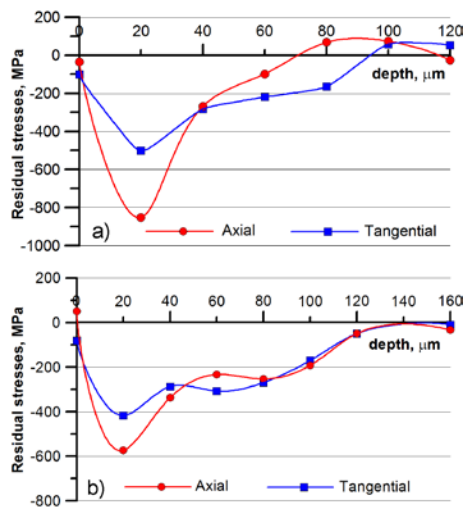 200
0
-200
-400
-600
-800
-1000
0 20 40 60 80 100 120
Residual stresses, MPa
depth, μm
a)
Axial Tangential
200
0
-200
-400
-600
-800
0 20 40 60 80 100 120 140 160
Residual stresses, MPa
depth, μm
b)
Axial Tangential